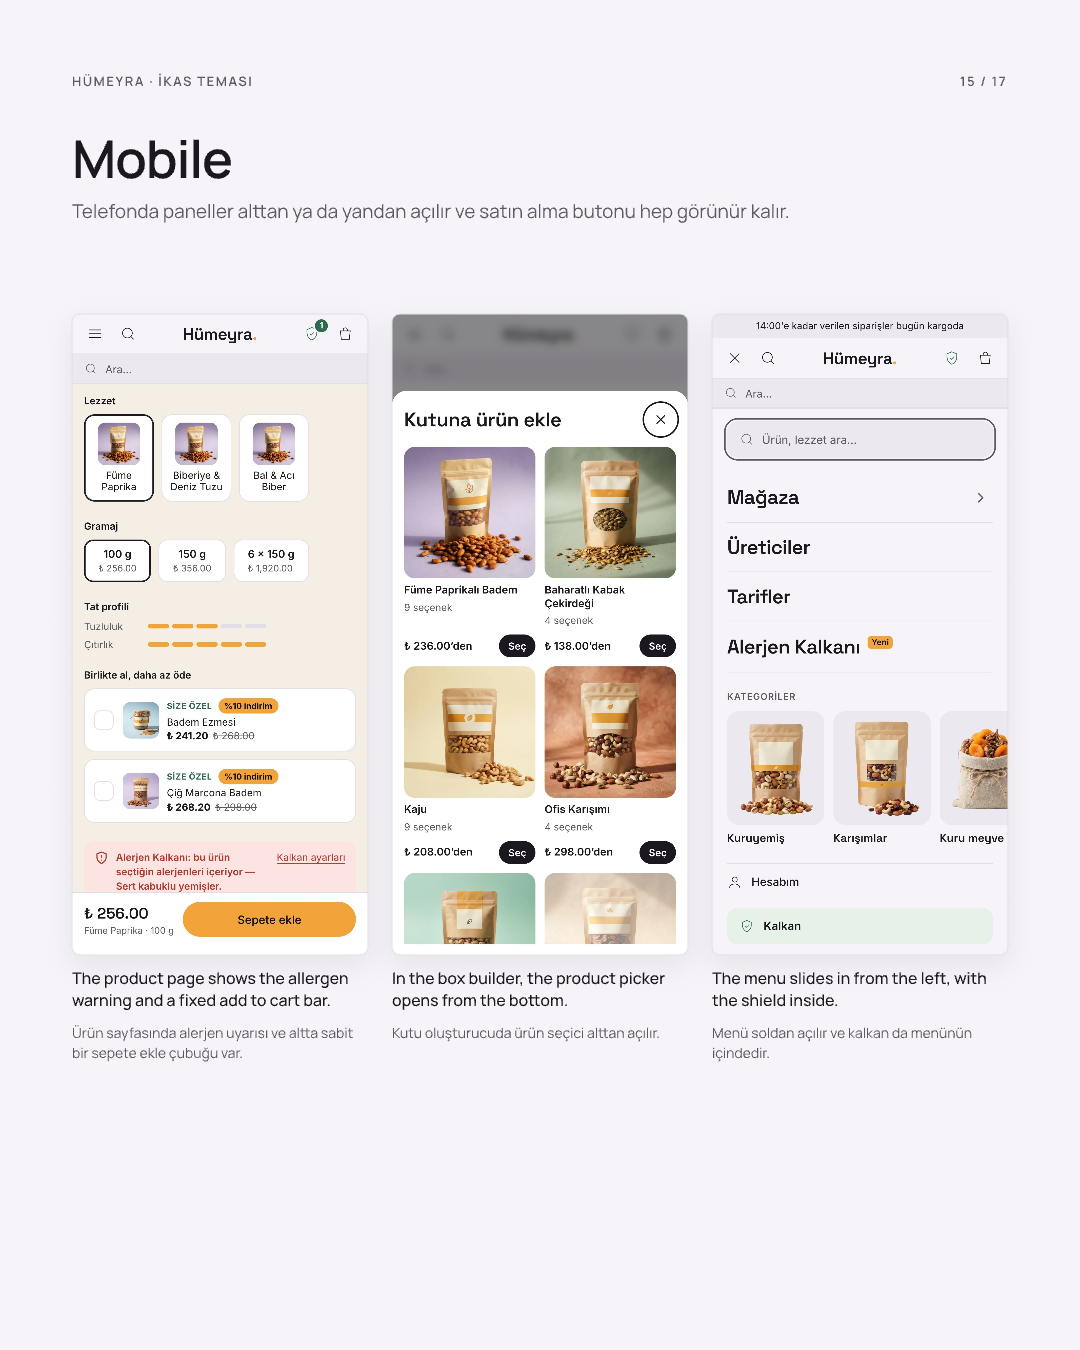 HÜMEYRA · İKAS TEMASI
15 / 17
Mobile
Telefonda paneller alttan ya da yandan açılır ve satın alma butonu hep görünür kalır.
Hümeyra.
1
Ara...
Lezzet
Füme
Paprika
Biberiye &
Deniz Tuzu
Bal & Acı
Biber
Gramaj
100 g
₺ 256.00
150 g
₺ 356.00
6 × 150 g
₺ 1,920.00
Tat profili
Tuzluluk
Çıtırlık
Birlikte al, daha az öde
SİZE ÖZEL %10 indirim
Badem Ezmesi
₺ 241.20 ₺ 268.00
SİZE ÖZEL %10 indirim
Çiğ Marcona Badem
₺ 268.20 ₺ 298.00
Alerjen Kalkanı: bu ürün
seçtiğin alerjenleri içeriyor —
Sert kabuklu yemişler.
Kalkan ayarları
₺ 256.00
Füme Paprika · 100 g
Sepete ekle
The product page shows the allergen
warning and a fixed add to cart bar.
Ürün sayfasında alerjen uyarısı ve altta sabit
bir sepete ekle çubuğu var.
Kutuna ürün ekle
Füme Paprikalı Badem
9 seçenek
₺ 236.00'den
Seç
Baharatlı Kabak
Çekirdeği
4 seçenek
₺ 138.00'den
Seç
Kaju
9 seçenek
₺ 208.00'den
Seç
Ofis Karışımı
4 seçenek
₺ 298.00'den
Seç
In the box builder, the product picker
opens from the bottom.
Kutu oluşturucuda ürün seçici alttan açılır.
14:00'e kadar verilen siparişler bugün kargoda
Hümeyra.
Ara...
Ürün, lezzet ara...
Mağaza
Üreticiler
Tarifler
Alerjen Kalkanı Yeni
KATEGORİLER
Kuruyemiş
Karışımlar
Kuru meyve
Hesabım
Kalkan
The menu slides in from the left, with
the shield inside.
Menü soldan açılır ve kalkan da menünün
içindedir.